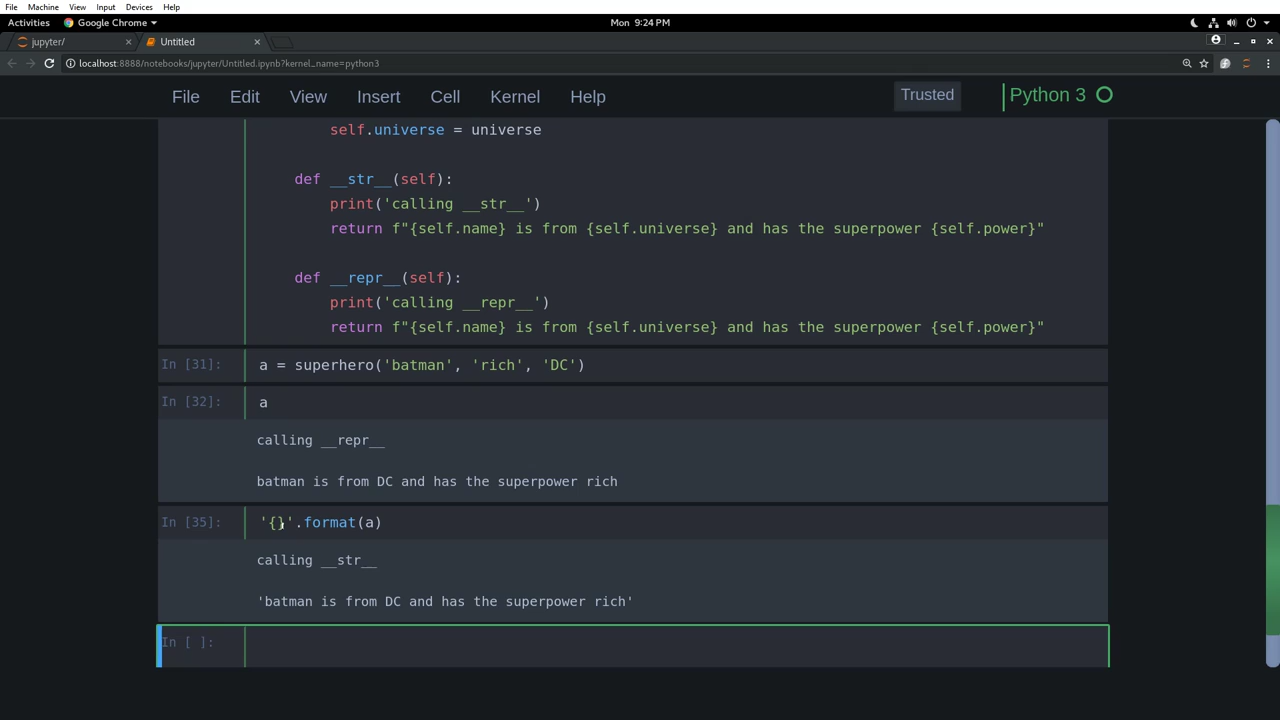 File Machine View Input Devices Help
Activities Google Chrome Mon 9:24 PM
jupyter/ × Untitled ×
localhost:8888/notebooks/jupyter/Untitled.ipynb?kernel_name=python3
File Edit View Insert Cell Kernel Help Trusted Python 3
self.universe = universe
def __str__(self):
print('calling __str__')
return f"{self.name} is from {self.universe} and has the superpower {self.power}"
def __repr__(self):
print('calling __repr__')
return f"{self.name} is from {self.universe} and has the superpower {self.power}"
In [31]: a = superhero('batman', 'rich', 'DC')
In [32]: a
calling __repr__
batman is from DC and has the superpower rich
In [35]: '{}'.format(a)
calling __str__
'batman is from DC and has the superpower rich'
In [ ]: